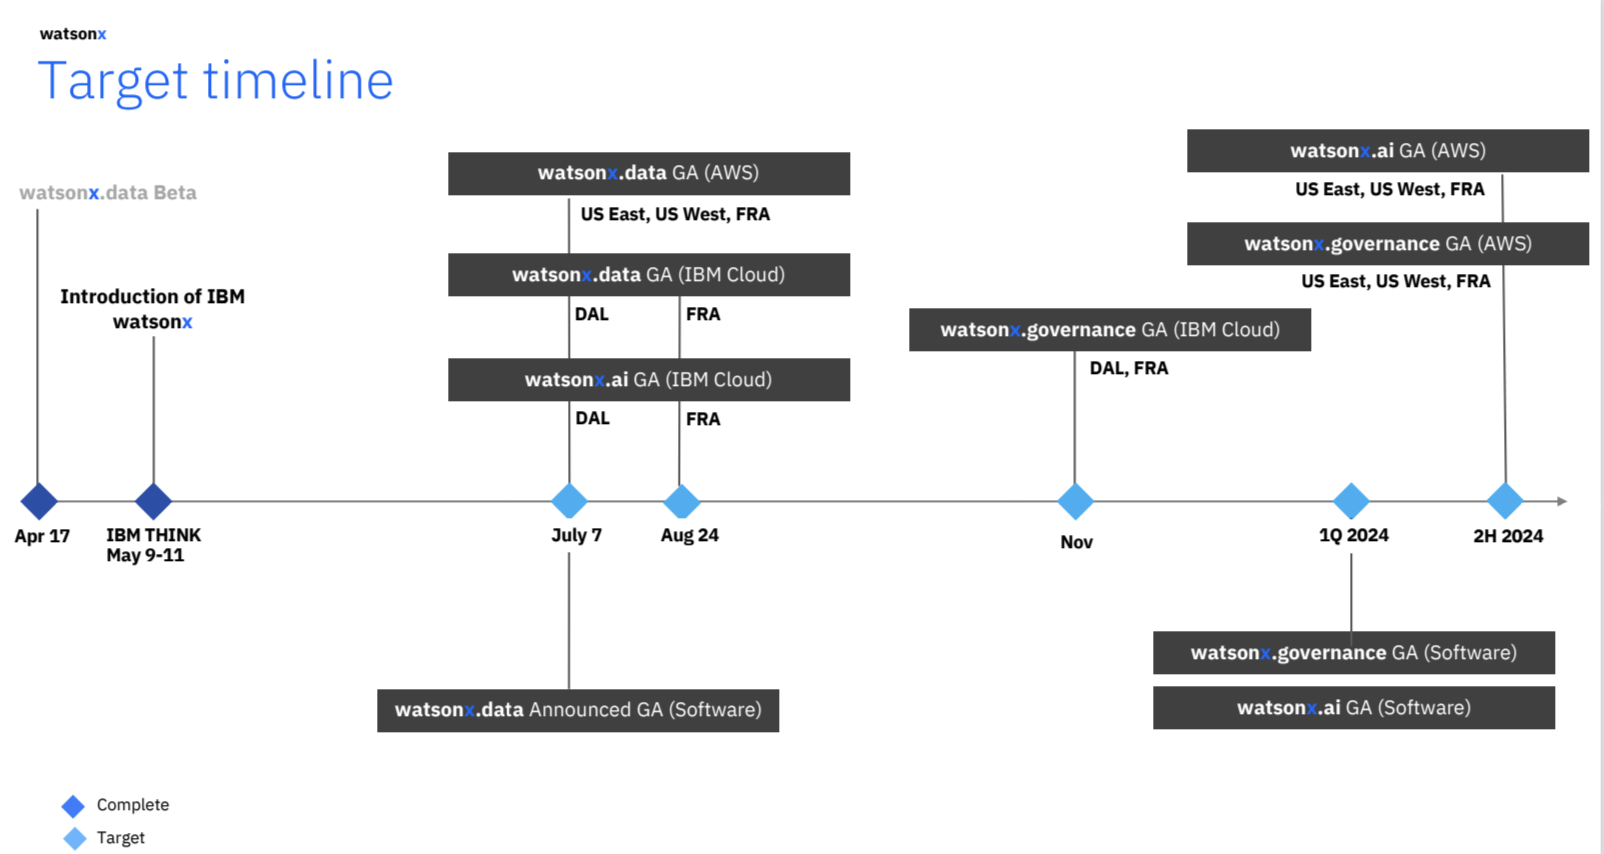 watsonx
Target timeline
watsonx.data Beta
Introduction of IBM
watsonx
watsonx.data GA (AWS)
US East, US West, FRA
watsonx.data GA (IBM Cloud)
DAL
FRA
watsonx.ai GA (IBM Cloud)
DAL
FRA
watsonx.governance GA (IBM Cloud)
DAL, FRA
watsonx.ai GA (AWS)
US East, US West, FRA
watsonx.governance GA (AWS)
US East, US West, FRA
Apr 17
IBM THINK
May 9-11
July 7
Aug 24
Nov
1Q 2024
2H 2024
watsonx.data Announced GA (Software)
watsonx.governance GA (Software)
watsonx.ai GA (Software)
Complete
Target